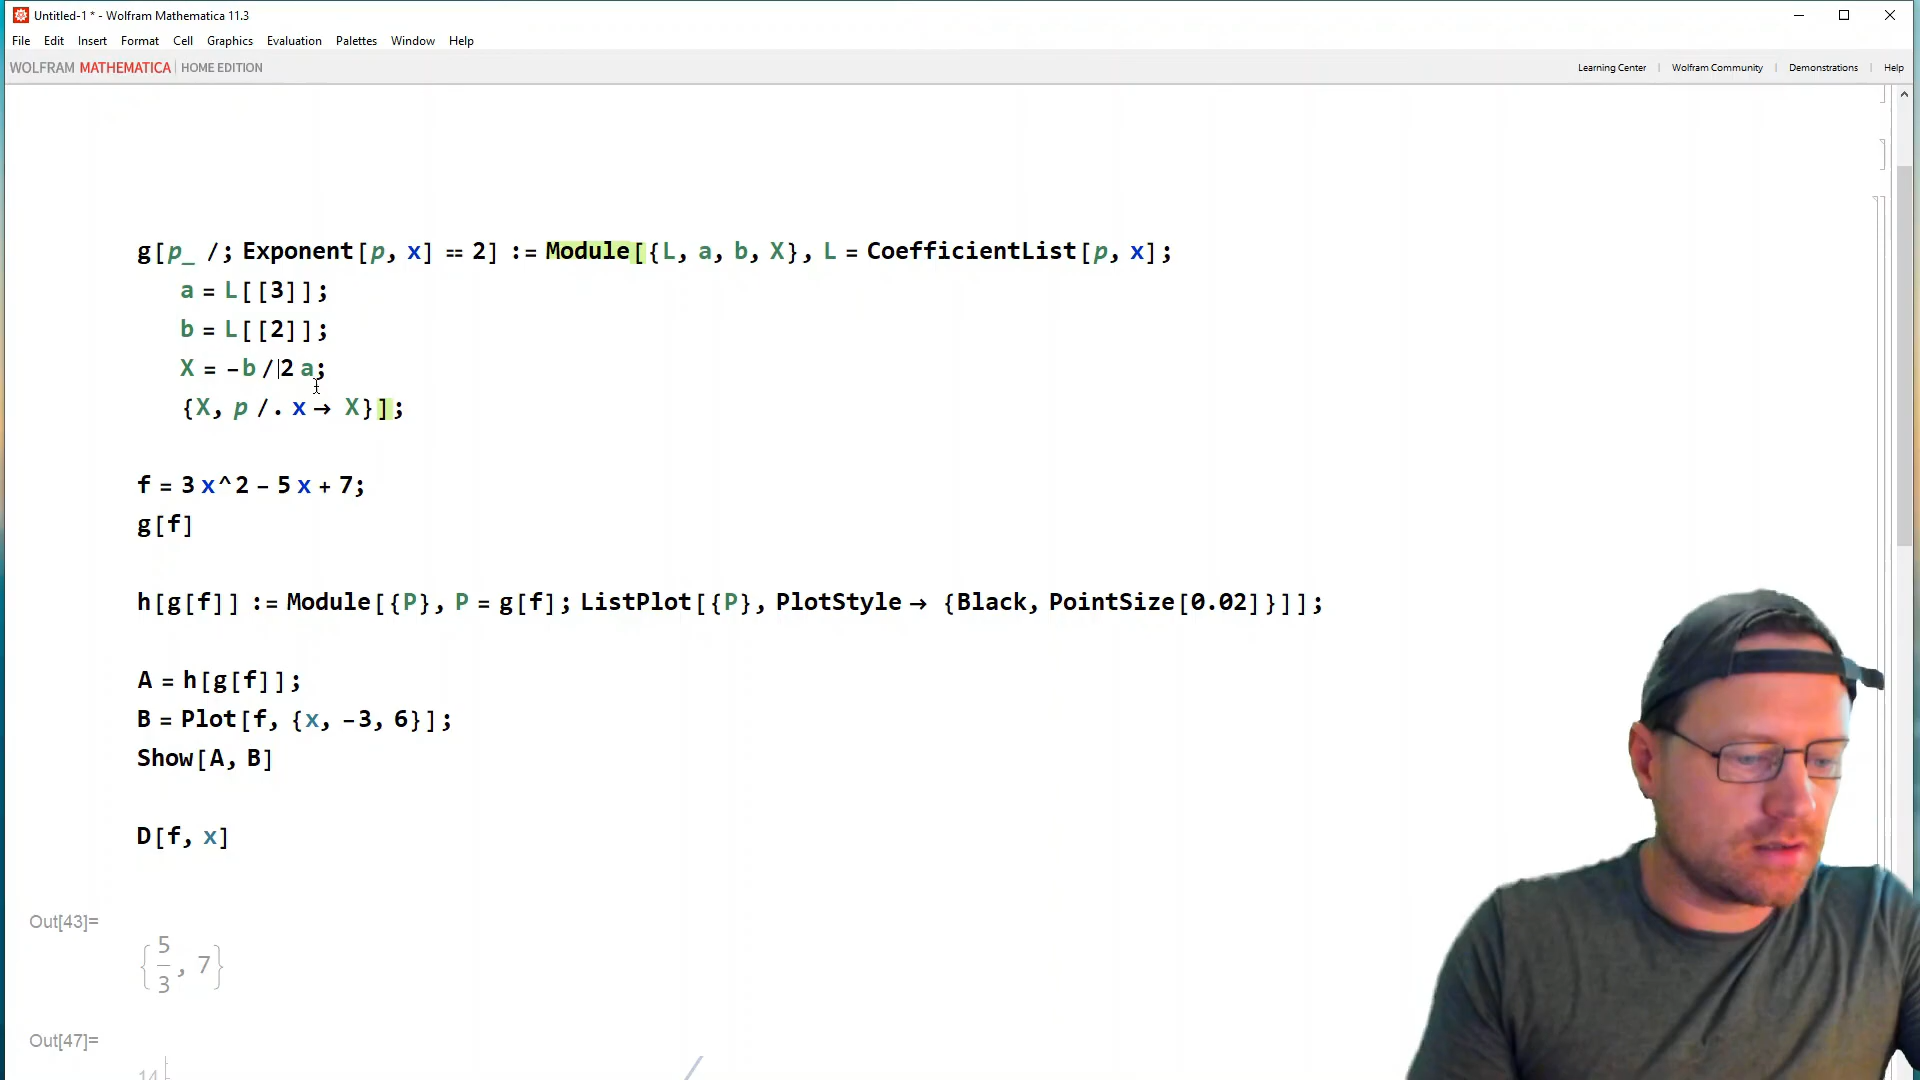 Untitled-1 * - Wolfram Mathematica 11.3
File Edit Insert Format Cell Graphics Evaluation Palettes Window Help
WOLFRAM MATHEMATICA | HOME EDITION
Learning Center | Wolfram Community | Demonstrations | Help
g[p_ /; Exponent[p, x] == 2] := Module[{L, a, b, X}, L = CoefficientList[p, x];
a = L[[3]];
b = L[[2]];
X = -b / 2 a;
{X, p /. x → X}];
f = 3 x^2 - 5 x + 7;
g[f]
h[g[f]] := Module[{P}, P = g[f]; ListPlot[{P}, PlotStyle → {Black, PointSize[0.02]}]];
A = h[g[f]];
B = Plot[f, {x, -3, 6}];
Show[A, B]
D[f, x]
Out[43]=
{5/3, 7}
Out[47]=
14